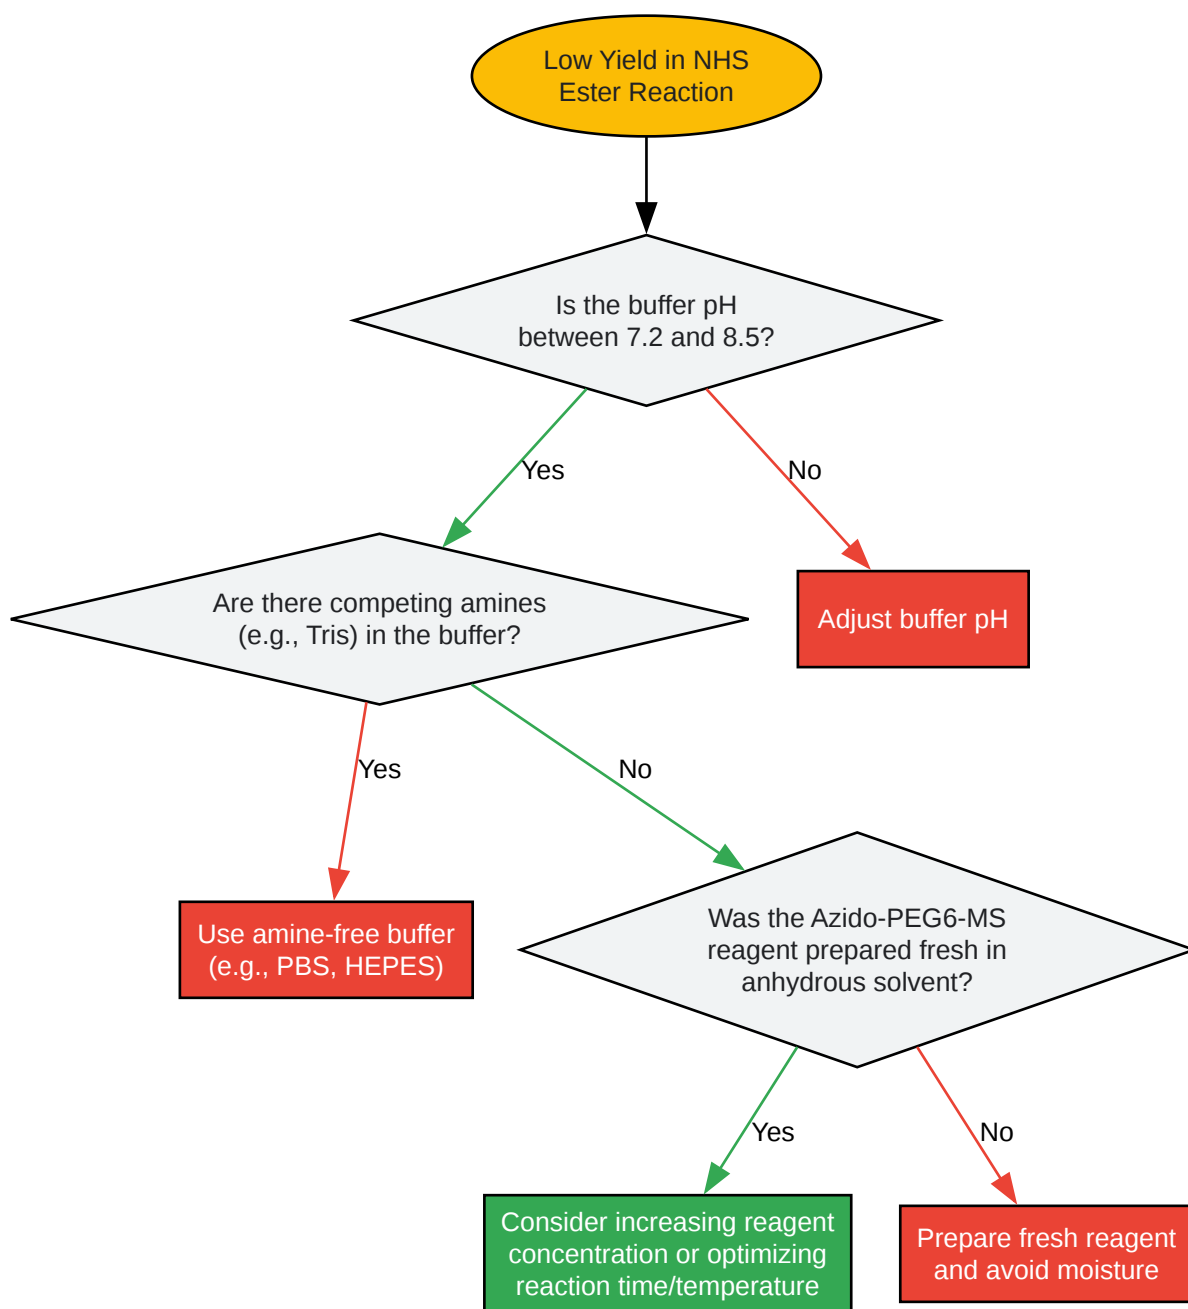 Low Yield in NHS
Ester Reaction
Is the buffer pH
between 7.2 and 8.5?
Yes
No
Are there competing amines
(e.g., Tris) in the buffer?
Adjust buffer pH
Yes
No
Use amine-free buffer
(e.g., PBS, HEPES)
Was the Azido-PEG6-MS
reagent prepared fresh in
anhydrous solvent?
Yes
No
Consider increasing reagent
concentration or optimizing
reaction time/temperature
Prepare fresh reagent
and avoid moisture